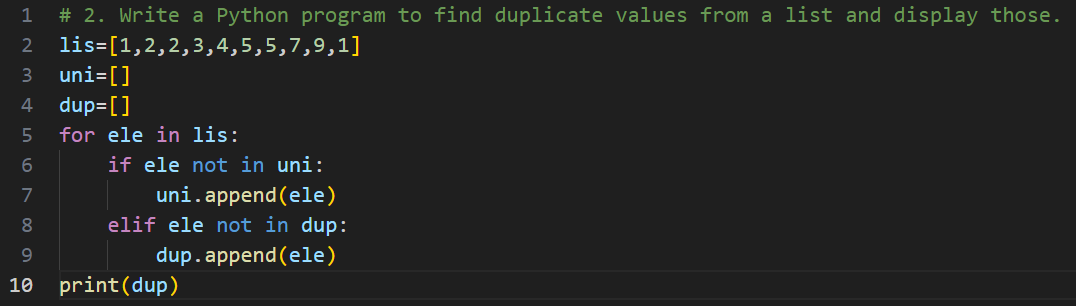 1 # 2. Write a Python program to find duplicate values from a list and display those.
2 lis=[1,2,2,3,4,5,5,7,9,1]
3 uni=[]
4 dup=[]
5 for ele in lis:
6     if ele not in uni:
7         uni.append(ele)
8     elif ele not in dup:
9         dup.append(ele)
10 print(dup)